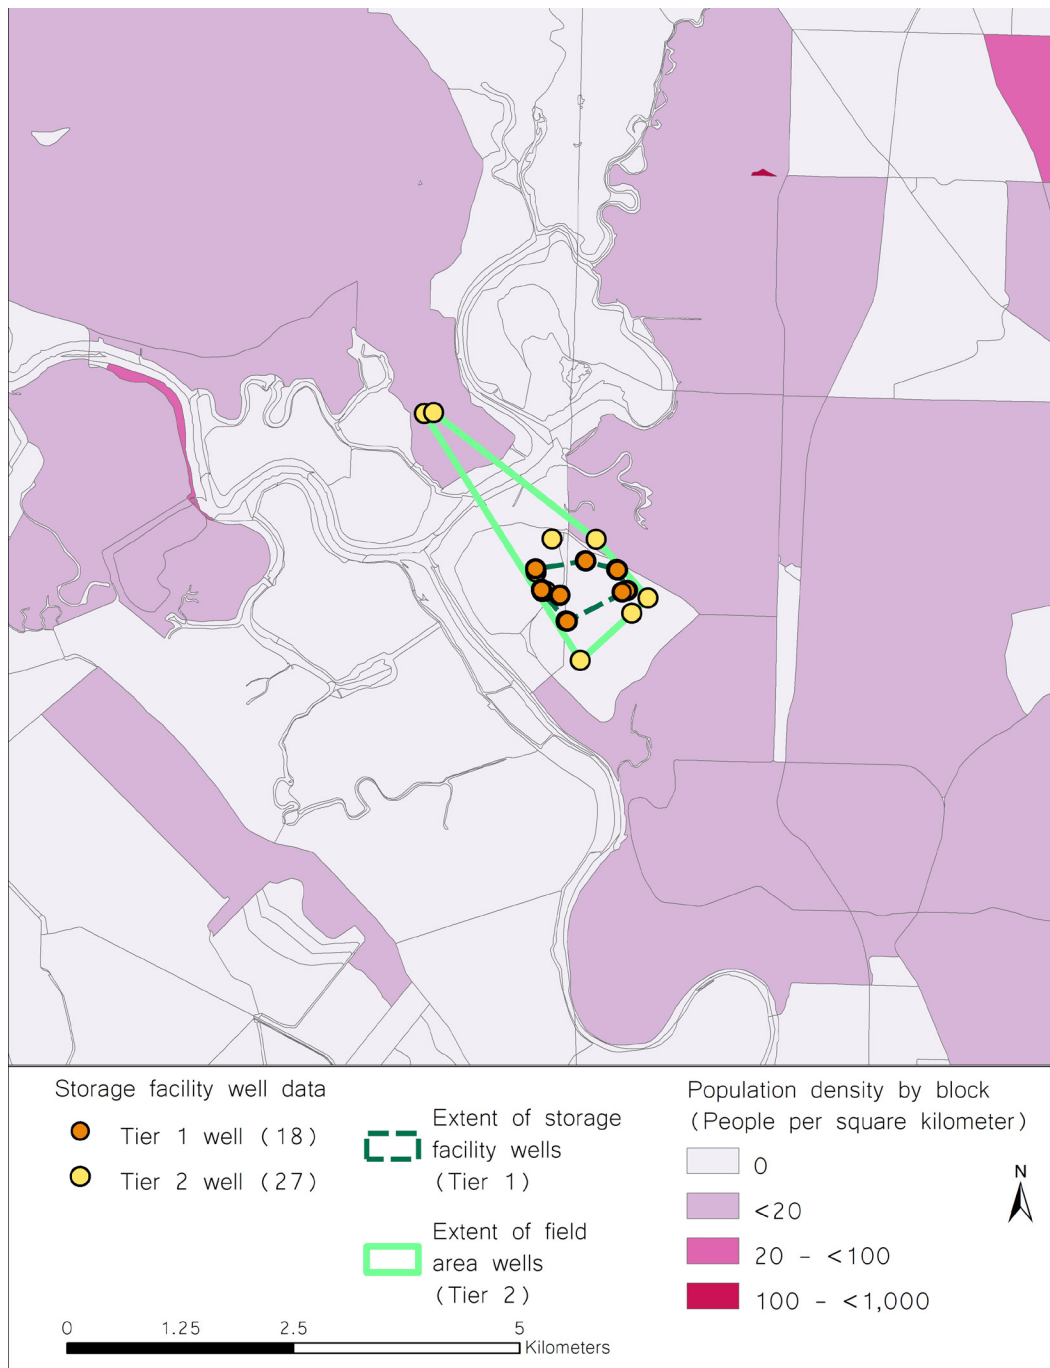 Storage facility well data
Tier 1 well (18)
Tier 2 well (27)
Extent of storage
facility wells
(Tier 1)
Extent of field
area wells
(Tier 2)
Population density by block
(People per square kilometer)
0
<20
20 - <100
100 - <1,000
N
0 1.25 2.5 5
Kilometers